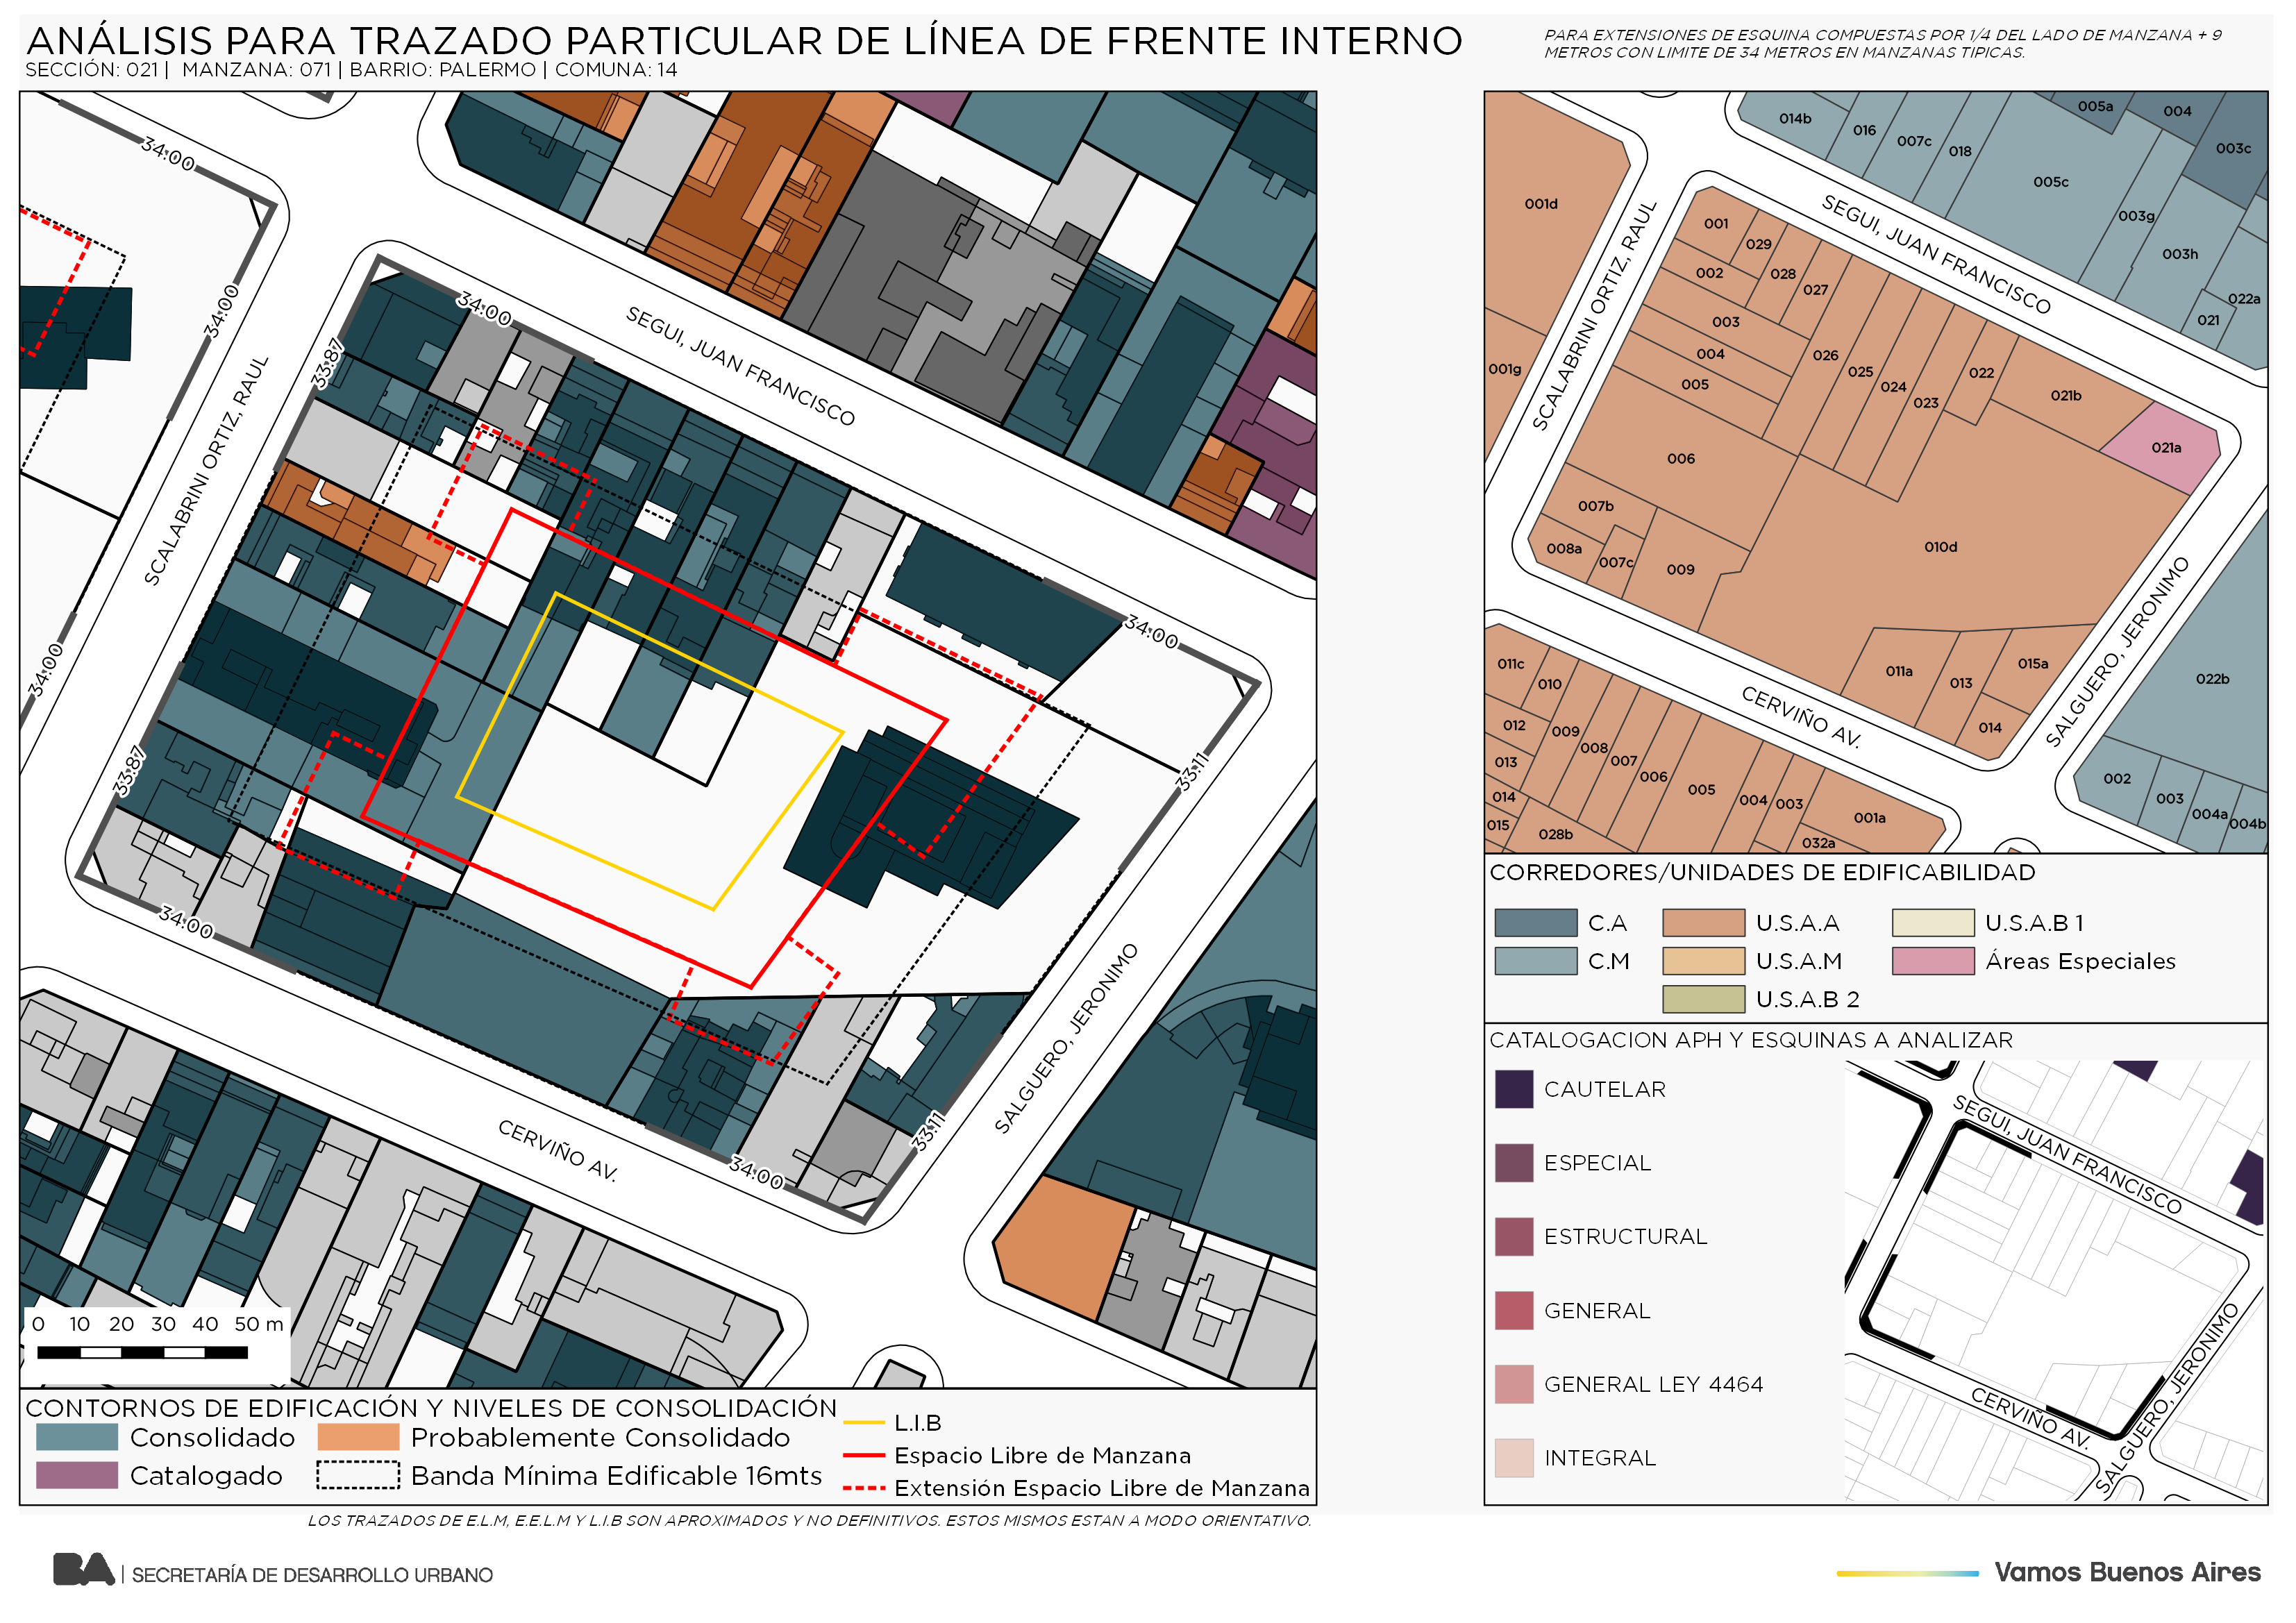 ANÁLISIS PARA TRAZADO PARTICULAR DE LÍNEA DE FRENTE INTERNO
SECCIÓN: 021 | MANZANA: 071 | BARRIO: PALERMO | COMUNA: 14
PARA EXTENSIONES DE ESQUINA COMPUESTAS POR 1/4 DEL LADO DE MANZANA + 9
METROS CON LIMITE DE 34 METROS EN MANZANAS TIPICAS.
34:00
34:00
34:00
33:87
34:00
SEGUI, JUAN FRANCISCO
SCALABRINI ORTIZ, RAUL
34:00
33:11
33:87
34:00
34:00
33:11
CERVIÑO AV.
SALGUERO, JERONIMO
0 10 20 30 40 50 m
CONTORNOS DE EDIFICACIÓN Y NIVELES DE CONSOLIDACIÓN
Consolidado
Probablemente Consolidado
Catalogado
Banda Mínima Edificable 16mts
L.I.B
Espacio Libre de Manzana
Extensión Espacio Libre de Manzana
LOS TRAZADOS DE E.L.M, E.E.L.M Y L.I.B SON APROXIMADOS Y NO DEFINITIVOS. ESTOS MISMOS ESTAN A MODO ORIENTATIVO.
014b
016
007c
018
005a
004
003c
005c
003g
003h
022a
021
001d
001g
SCALABRINI ORTIZ, RAUL
SEGUI, JUAN FRANCISCO
001
029
002
028
027
003
004
005
026
025
024
023
022
021b
021a
006
007b
008a
007c
009
010d
011a
013
015a
014
CERVIÑO AV.
SALGUERO, JERONIMO
022b
011c
010
012
009
013
008
007
014
006
015
028b
005
004
003
001a
032a
002
003
004a
004b
CORREDORES/UNIDADES DE EDIFICABILIDAD
C.A
U.S.A.A
U.S.A.B 1
C.M
U.S.A.M
Áreas Especiales
U.S.A.B 2
CATALOGACION APH Y ESQUINAS A ANALIZAR
CAUTELAR
ESPECIAL
ESTRUCTURAL
GENERAL
GENERAL LEY 4464
INTEGRAL
SEGUI, JUAN FRANCISCO
CERVIÑO AV.
SALGUERO, JERONIMO
BA | SECRETARÍA DE DESARROLLO URBANO
Vamos Buenos Aires